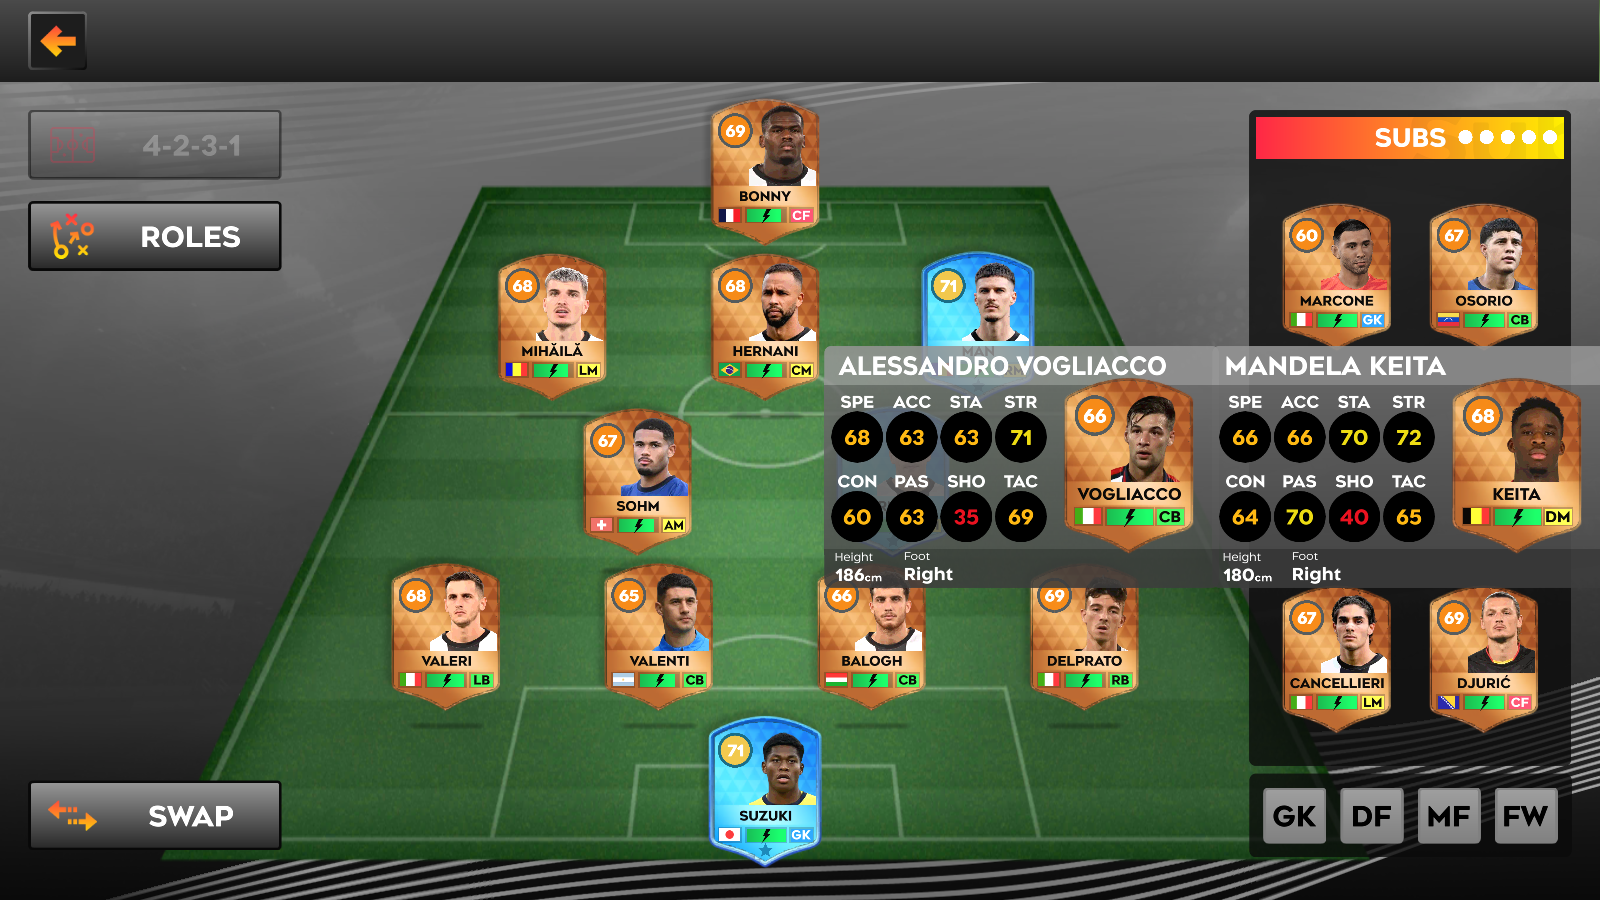 4-2-3-1
ROLES
SWAP
69
BONNY
CF
68
MIHĂILĂ
LM
68
HERNANI
CM
71
MAN
67
SOHM
AM
68
VALERI
LB
65
VALENTI
CB
66
BALOGH
CB
69
DELPRATO
RB
71
SUZUKI
GK
ALESSANDRO VOGLIACCO
SPE ACC STA STR
68 63 63 71
CON PAS SHO TAC
60 63 35 69
Height Foot
186cm Right
66
VOGLIACCO
CB
MANDELA KEITA
SPE ACC STA STR
66 66 70 72
CON PAS SHO TAC
64 70 40 65
Height Foot
180cm Right
68
KEITA
DM
SUBS
60
MARCONE
GK
67
OSORIO
CB
67
CANCELLIERI
LM
69
DJURIĆ
CF
GK DF MF FW